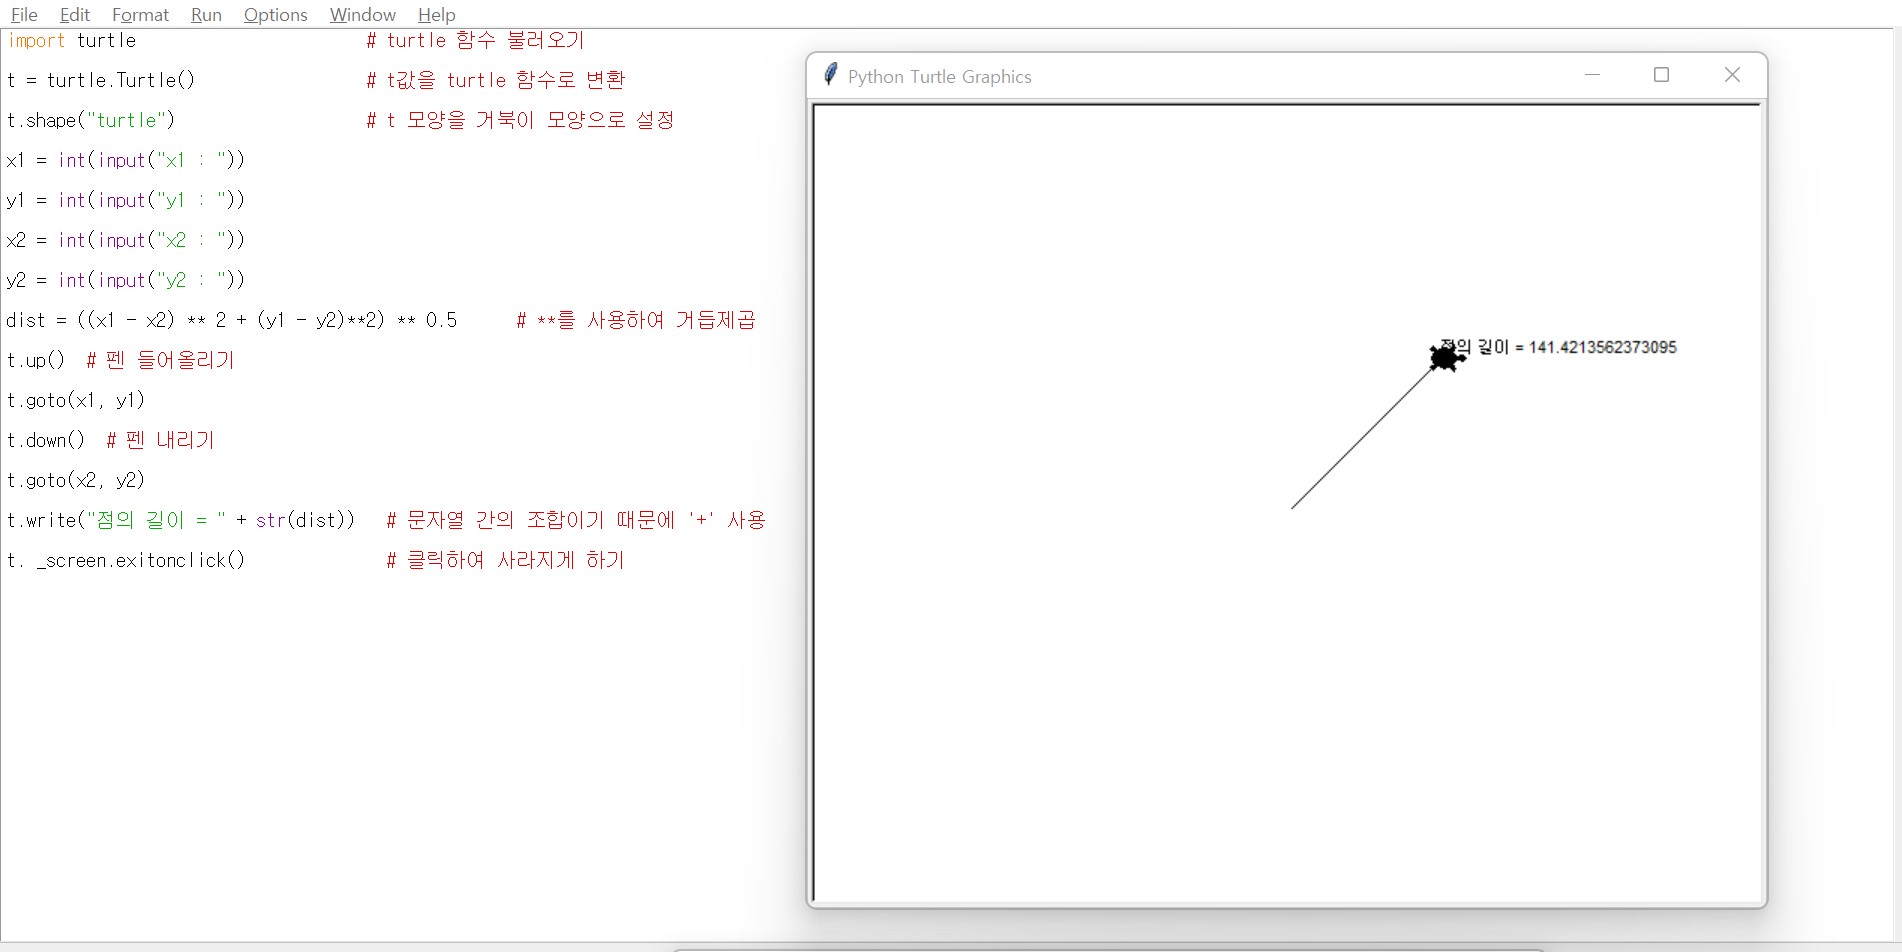 File Edit Format Run Options Window Help
import turtle # turtle 함수 불러오기
t = turtle.Turtle() # t값을 turtle 함수로 변환
t.shape("turtle") # t 모양을 거북이 모양으로 설정
x1 = int(input("x1 : "))
y1 = int(input("y1 : "))
x2 = int(input("x2 : "))
y2 = int(input("y2 : "))
dist = ((x1 - x2) ** 2 + (y1 - y2)**2) ** 0.5 # **를 사용하여 거듭제곱
t.up() # 펜 들어올리기
t.goto(x1, y1)
t.down() # 펜 내리기
t.goto(x2, y2)
t.write("점의 길이 = " + str(dist)) # 문자열 간의 조합이기 때문에 '+' 사용
t. _screen.exitonclick() # 클릭하여 사라지게 하기
Python Turtle Graphics
점의 길이 = 141.4213562373095